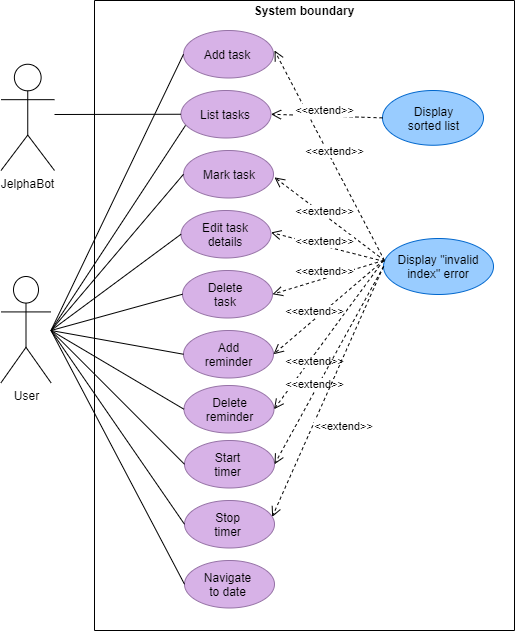 System boundary
Add task
List tasks
<<extend>>
Display
sorted list
<<extend>>
JelphaBot
Mark task
<<extend>>
Edit task
details
<<extend>>
Display "invalid
index" error
<<extend>>
Delete
task
<<extend>>
User
Add
reminder
<<extend>>
<<extend>>
Delete
reminder
<<extend>>
Start
timer
Stop
timer
Navigate
to date